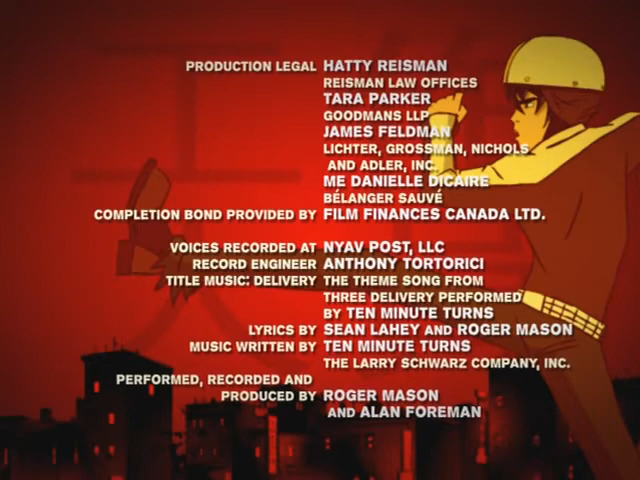 PRODUCTION LEGAL HATTY REISMAN
REISMAN LAW OFFICES
TARA PARKER
GOODMANS LLP
JAMES FELDMAN
LICHTER, GROSSMAN, NICHOLS
AND ADLER, INC.
ME DANIELLE DICAIRE
BÉLANGER SAUVÉ
COMPLETION BOND PROVIDED BY FILM FINANCES CANADA LTD.
VOICES RECORDED AT NYAV POST, LLC
RECORD ENGINEER ANTHONY TORTORICI
TITLE MUSIC: DELIVERY THE THEME SONG FROM
THREE DELIVERY PERFORMED
BY TEN MINUTE TURNS
LYRICS BY SEAN LAHEY AND ROGER MASON
MUSIC WRITTEN BY TEN MINUTE TURNS
THE LARRY SCHWARZ COMPANY, INC.
PERFORMED, RECORDED AND
PRODUCED BY ROGER MASON
AND ALAN FOREMAN